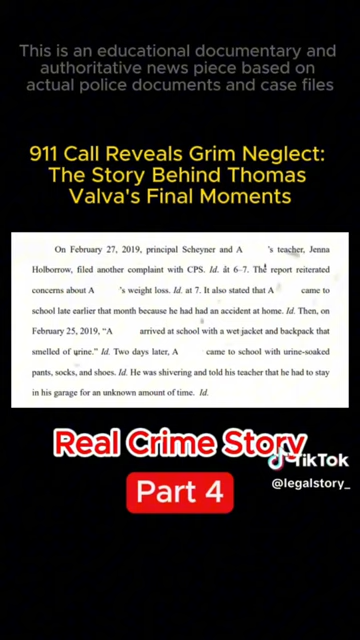 This is an educational documentary and
authoritative news piece based on
actual police documents and case files
911 Call Reveals Grim Neglect:
The Story Behind Thomas
Valva's Final Moments
On February 27, 2019, principal Scheyner and A 's teacher, Jenna
Holborrow, filed another complaint with CPS. Id. at 6–7. The report reiterated
concerns about A 's weight loss. Id. at 7. It also stated that A came to
school late earlier that month because he had had an accident at home. Id. Then, on
February 25, 2019, “A arrived at school with a wet jacket and backpack that
smelled of urine.” Id. Two days later, A came to school with urine-soaked
pants, socks, and shoes. Id. He was shivering and told his teacher that he had to stay
in his garage for an unknown amount of time. Id.
Real Crime Story
TikTok
Part 4
@legalstory_